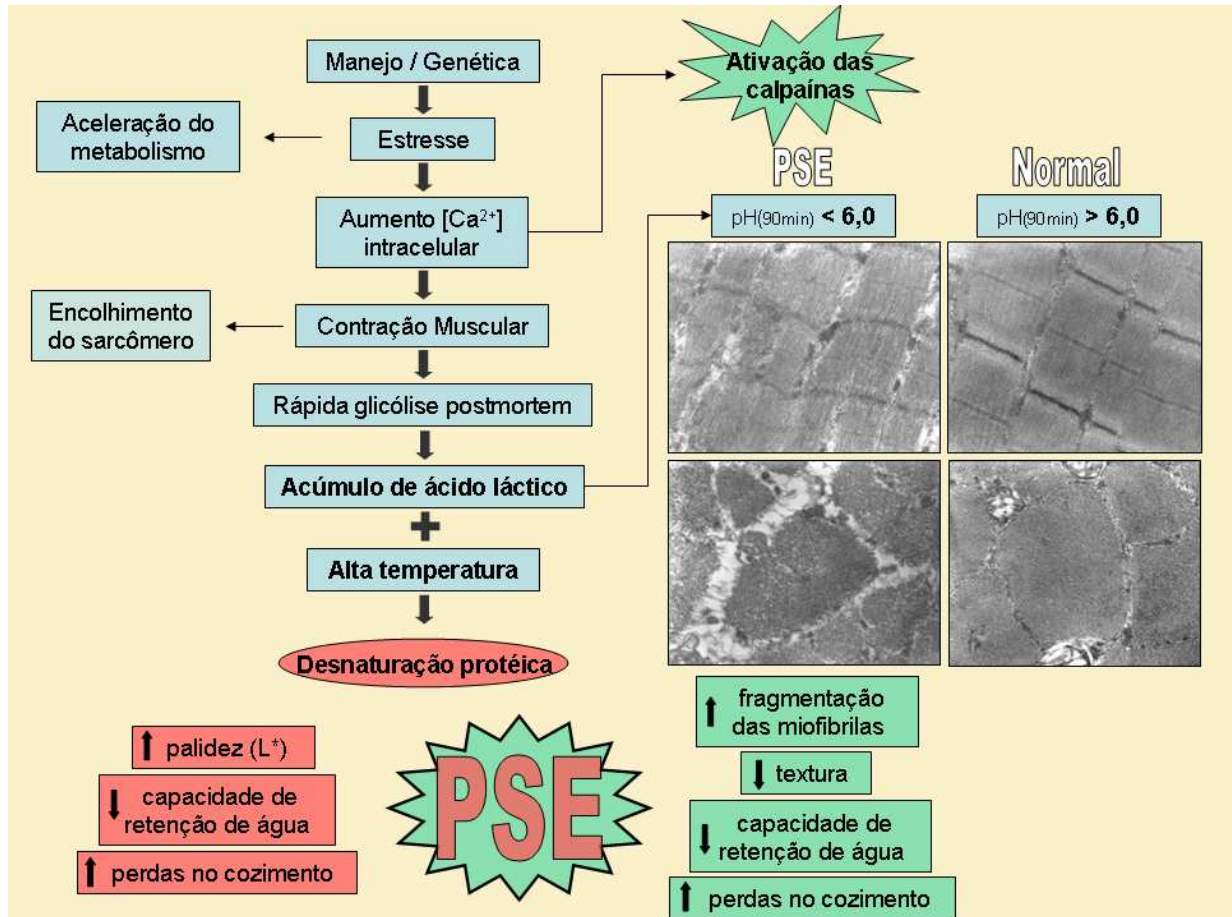 Manejo / Genética
Ativação das
calpaínas
Aceleração do
metabolismo
Estresse
PSE
Normal
Aumento [Ca²⁺]
intracelular
pH(90min) < 6,0
pH(90min) > 6,0
Encolhimento
do sarcômero
Contração Muscular
Rápida glicólise postmortem
Acúmulo de ácido láctico
+
Alta temperatura
Desnaturação protéica
palidez (L*)
capacidade de
retenção de água
perdas no cozimento
PSE
fragmentação
das miofibrilas
textura
capacidade de
retenção de água
perdas no cozimento